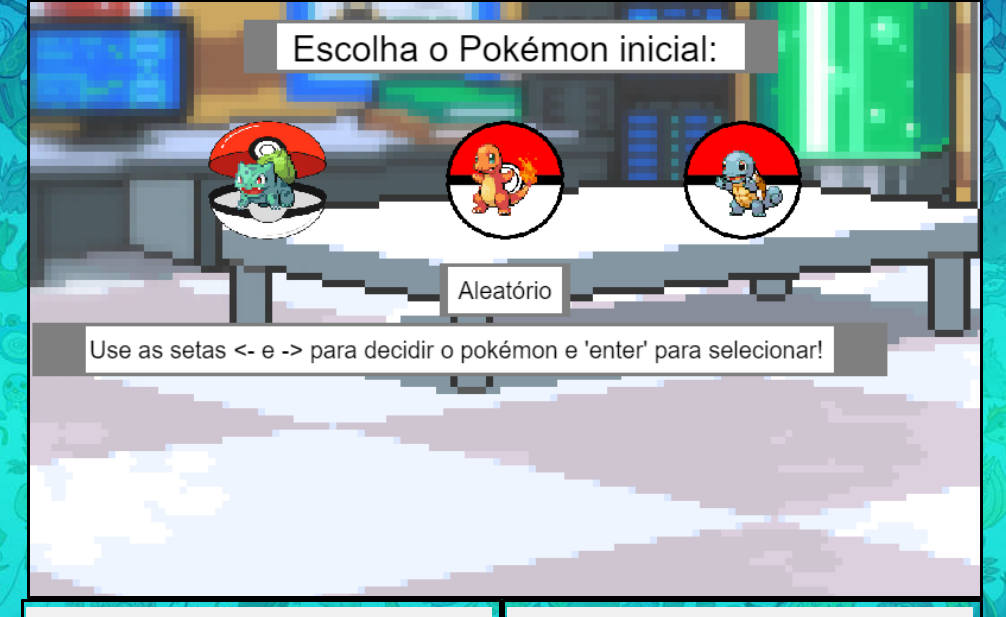 Escolha o Pokémon inicial:
Aleatório
Use as setas <- e -> para decidir o pokémon e 'enter' para selecionar!